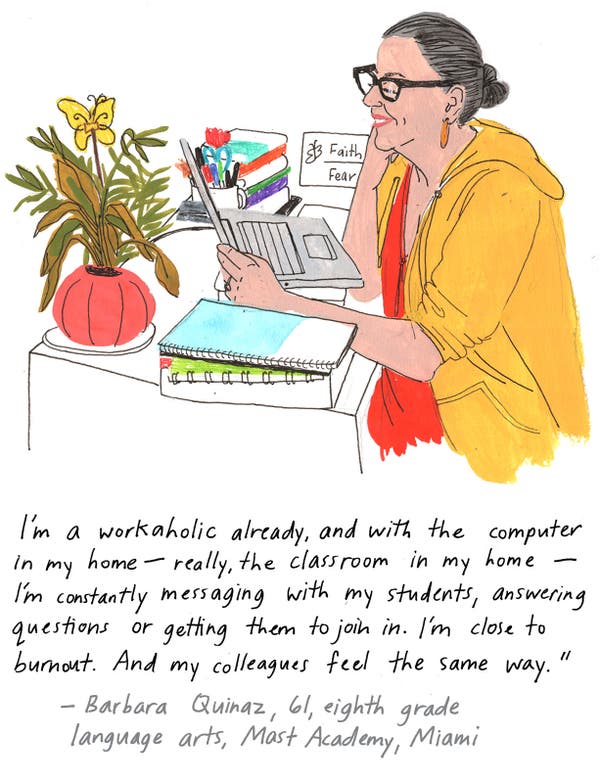 Faith
Fear
I'm a workaholic already, and with the computer
in my home — really, the classroom in my home —
I'm constantly messaging with my students, answering
questions or getting them to join in. I'm close to
burnout. And my colleagues feel the same way."
— Barbara Quinaz, 61, eighth grade
language arts, Mast Academy, Miami